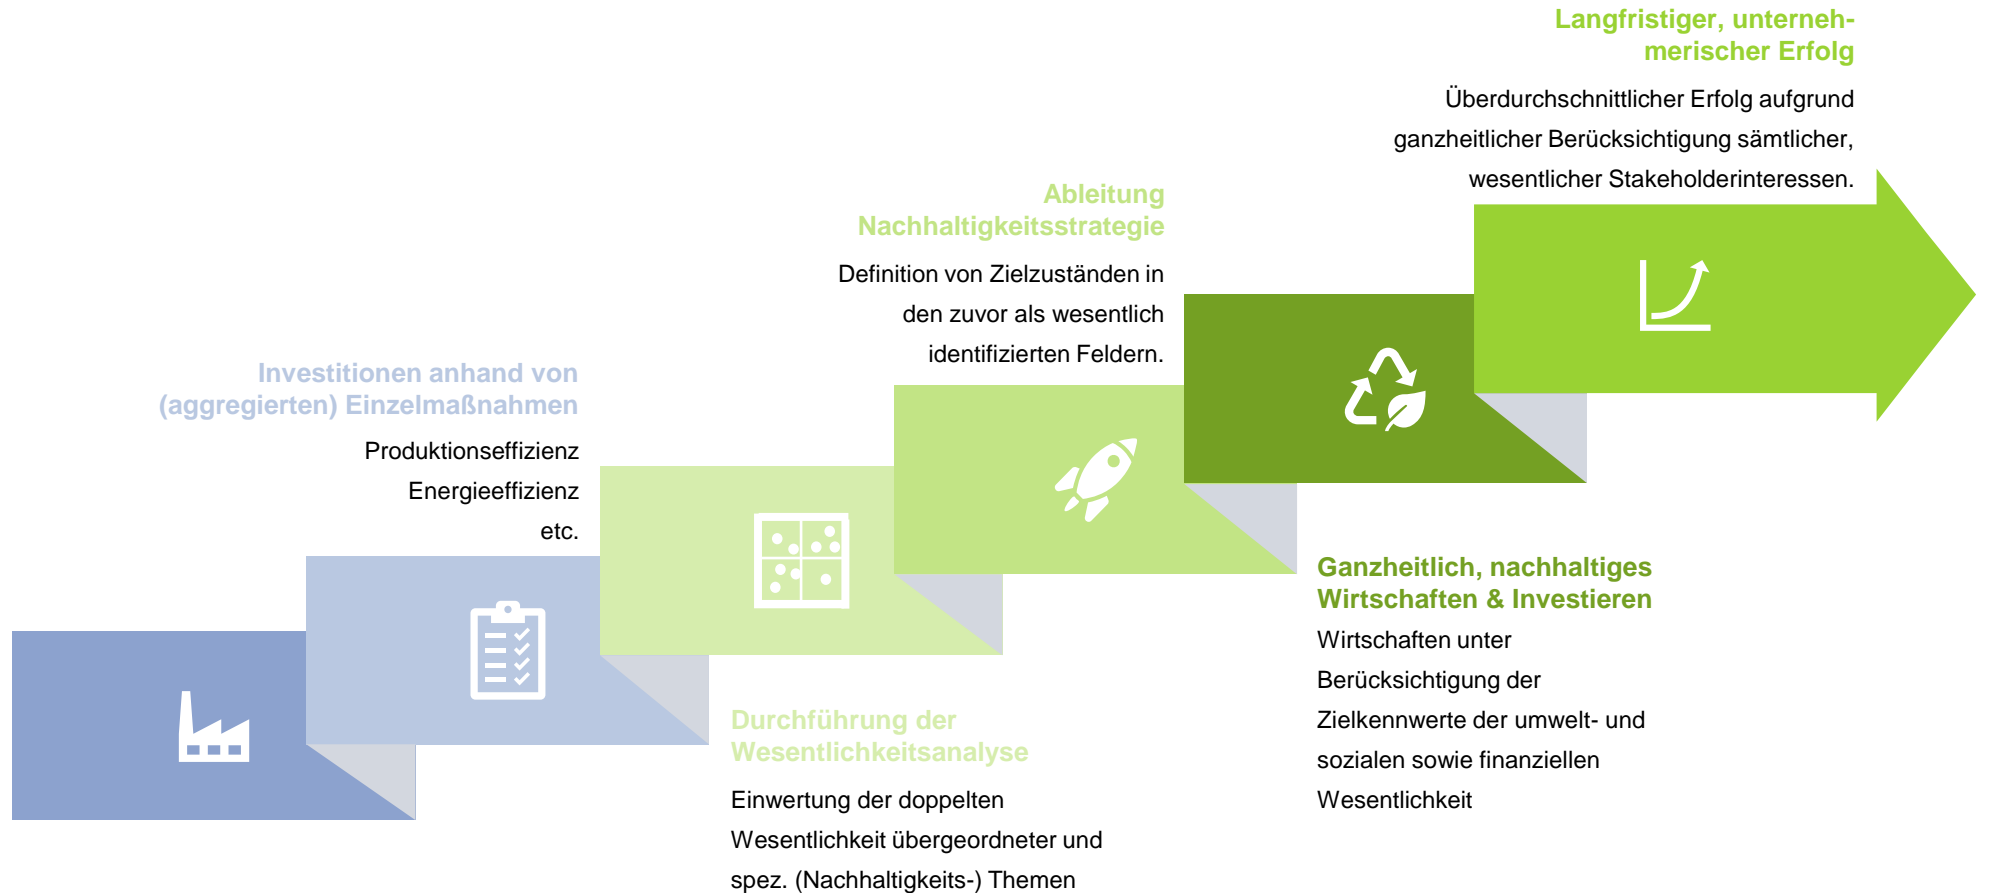 Investitionen anhand von
(aggregierten) Einzelmaßnahmen
Produktionseffizienz
Energieeffizienz
etc.
Durchführung der
Wesentlichkeitsanalyse
Einwertung der doppelten
Wesentlichkeit übergeordneter und
spez. (Nachhaltigkeits-) Themen
Ableitung
Nachhaltigkeitsstrategie
Definition von Zielzuständen in
den zuvor als wesentlich
identifizierten Feldern.
Ganzheitlich, nachhaltiges
Wirtschaften & Investieren
Wirtschaften unter
Berücksichtigung der
Zielkennwerte der umwelt- und
sozialen sowie finanziellen
Wesentlichkeit
Langfristiger, unterneh-
merischer Erfolg
Überdurchschnittlicher Erfolg aufgrund
ganzheitlicher Berücksichtigung sämtlicher,
wesentlicher Stakeholderinteressen.